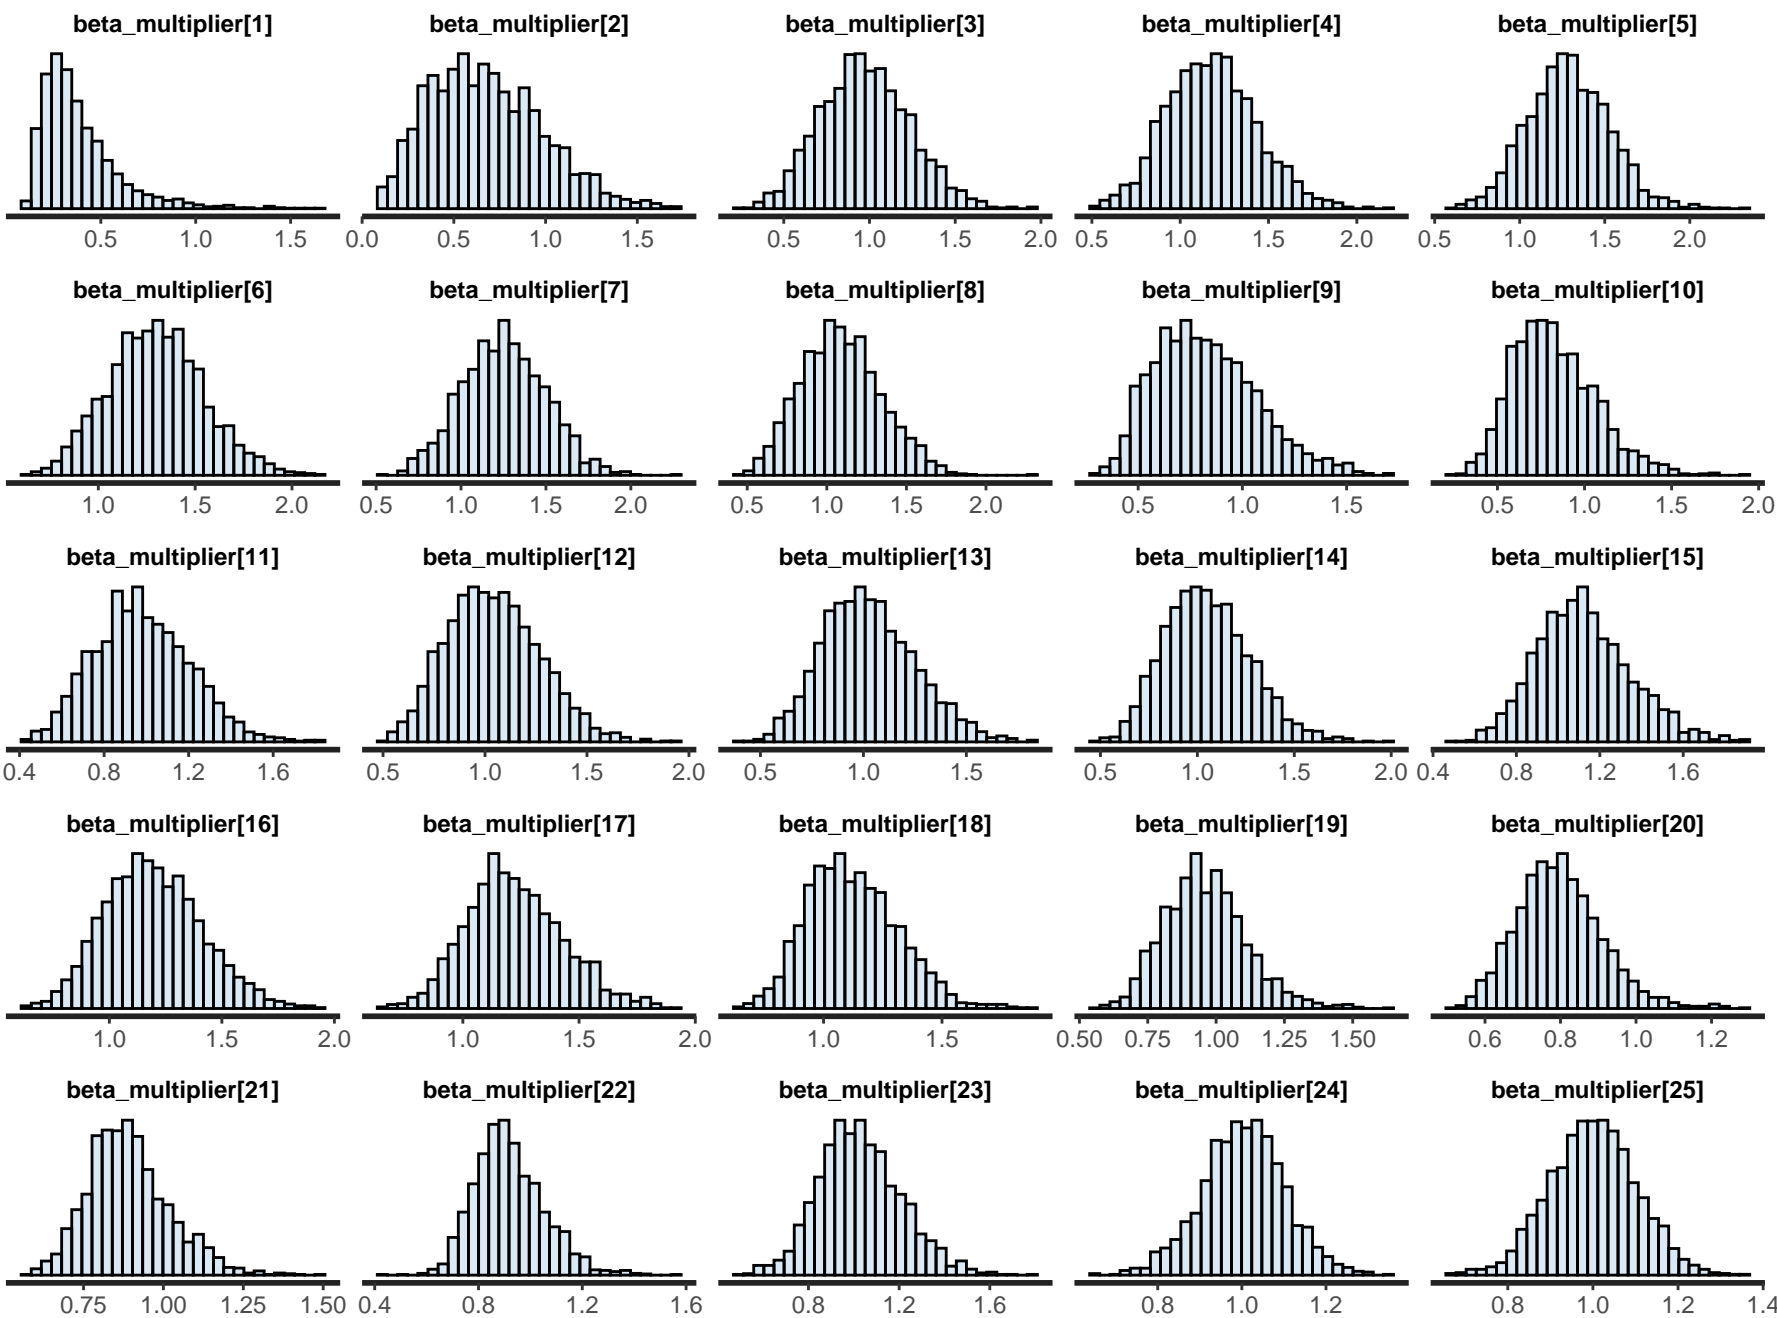 beta_multiplier[1] beta_multiplier[2] beta_multiplier[3] beta_multiplier[4] beta_multiplier[5]
0.5 1.0 1.5 0.0 0.5 1.0 1.5 0.5 1.0 1.5 2.0 0.5 1.0 1.5 2.0 0.5 1.0 1.5 2.0
beta_multiplier[6] beta_multiplier[7] beta_multiplier[8] beta_multiplier[9] beta_multiplier[10]
1.0 1.5 2.0 0.5 1.0 1.5 2.0 0.5 1.0 1.5 2.0 0.5 1.0 1.5 0.5 1.0 1.5 2.0
beta_multiplier[11] beta_multiplier[12] beta_multiplier[13] beta_multiplier[14] beta_multiplier[15]
0.4 0.8 1.2 1.6 0.5 1.0 1.5 2.0 0.5 1.0 1.5 0.5 1.0 1.5 2.0 0.4 0.8 1.2 1.6
beta_multiplier[16] beta_multiplier[17] beta_multiplier[18] beta_multiplier[19] beta_multiplier[20]
1.0 1.5 2.0 1.0 1.5 2.0 1.0 1.5 0.50 0.75 1.00 1.25 1.50 0.6 0.8 1.0 1.2
beta_multiplier[21] beta_multiplier[22] beta_multiplier[23] beta_multiplier[24] beta_multiplier[25]
0.75 1.00 1.25 1.50 0.4 0.8 1.2 1.6 0.8 1.2 1.6 0.8 1.0 1.2 0.8 1.0 1.2 1.4